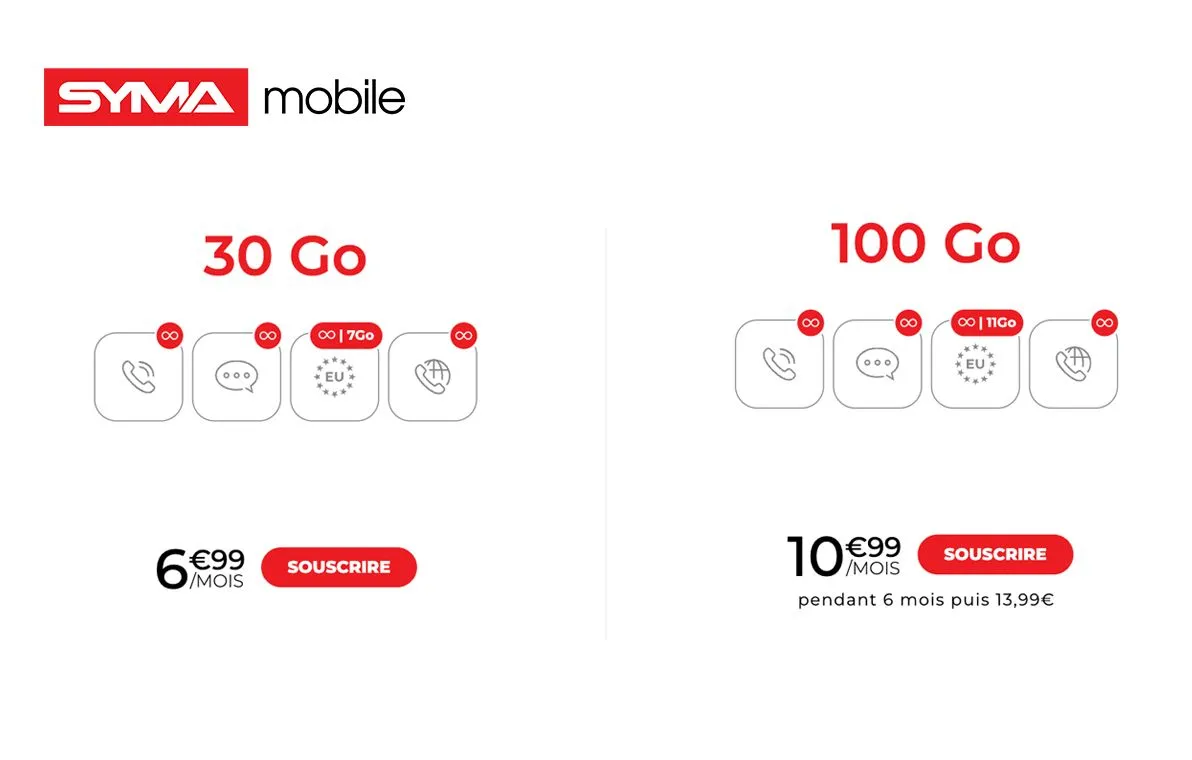 SYMA mobile
30 Go
∞ ∞ ∞ | 7Go ∞
EU
6€99
/MOIS
SOUSCRIRE
100 Go
∞ ∞ ∞ | 11Go ∞
EU
10€99
/MOIS
SOUSCRIRE
pendant 6 mois puis 13,99€